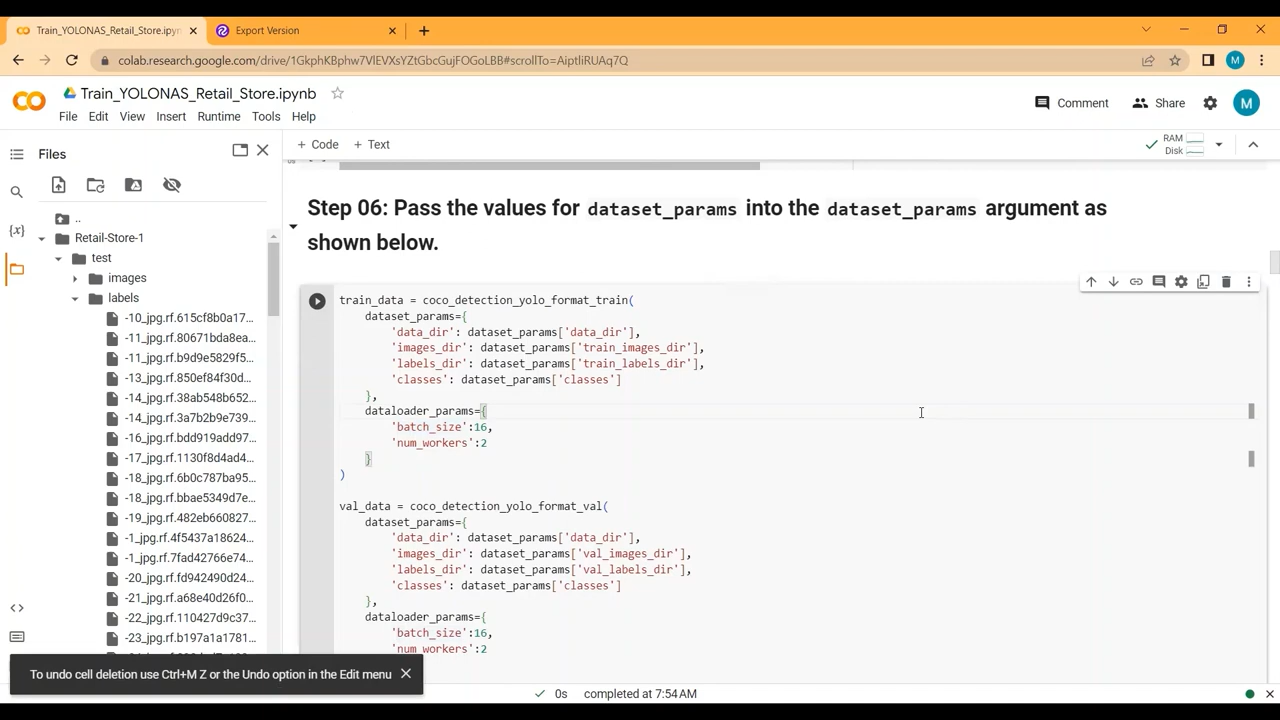 Train_YOLONAS_Retail_Store.ipyn
Export Version
colab.research.google.com/drive/1GkphKBphw7VlEVXsYZtGbcGujFOGoLBB#scrollTo=AiptliRUAq7Q
M
Train_YOLONAS_Retail_Store.ipynb
File Edit View Insert Runtime Tools Help
Comment Share M
Files
+ Code + Text
RAM
Disk
..
Retail-Store-1
test
images
labels
-10_jpg.rf.615cf8b0a17...
-11_jpg.rf.80671bda8ea...
-11_jpg.rf.b9d9e5829f5...
-13_jpg.rf.850ef84f30d...
-14_jpg.rf.38ab548b652...
-14_jpg.rf.3a7b2b9e739...
-16_jpg.rf.bdd919add97...
-17_jpg.rf.1130f8d4ad4...
-18_jpg.rf.6b0c787ba95...
-18_jpg.rf.bbae5349d7e...
-19_jpg.rf.482eb660827...
-1_jpg.rf.4f5437a18624...
-1_jpg.rf.7fad42766e74...
-20_jpg.rf.fd942490d24...
-21_jpg.rf.a68e40d26f0...
-22_jpg.rf.110427d9c37...
-23_jpg.rf.b197a1a1781...
Step 06: Pass the values for dataset_params into the dataset_params argument as
shown below.
train_data = coco_detection_yolo_format_train(
dataset_params={
'data_dir': dataset_params['data_dir'],
'images_dir': dataset_params['train_images_dir'],
'labels_dir': dataset_params['train_labels_dir'],
'classes': dataset_params['classes']
},
dataloader_params={
'batch_size':16,
'num_workers':2
}
)
val_data = coco_detection_yolo_format_val(
dataset_params={
'data_dir': dataset_params['data_dir'],
'images_dir': dataset_params['val_images_dir'],
'labels_dir': dataset_params['val_labels_dir'],
'classes': dataset_params['classes']
},
dataloader_params={
'batch_size':16,
'num_workers':2
To undo cell deletion use Ctrl+M Z or the Undo option in the Edit menu
0s completed at 7:54 AM